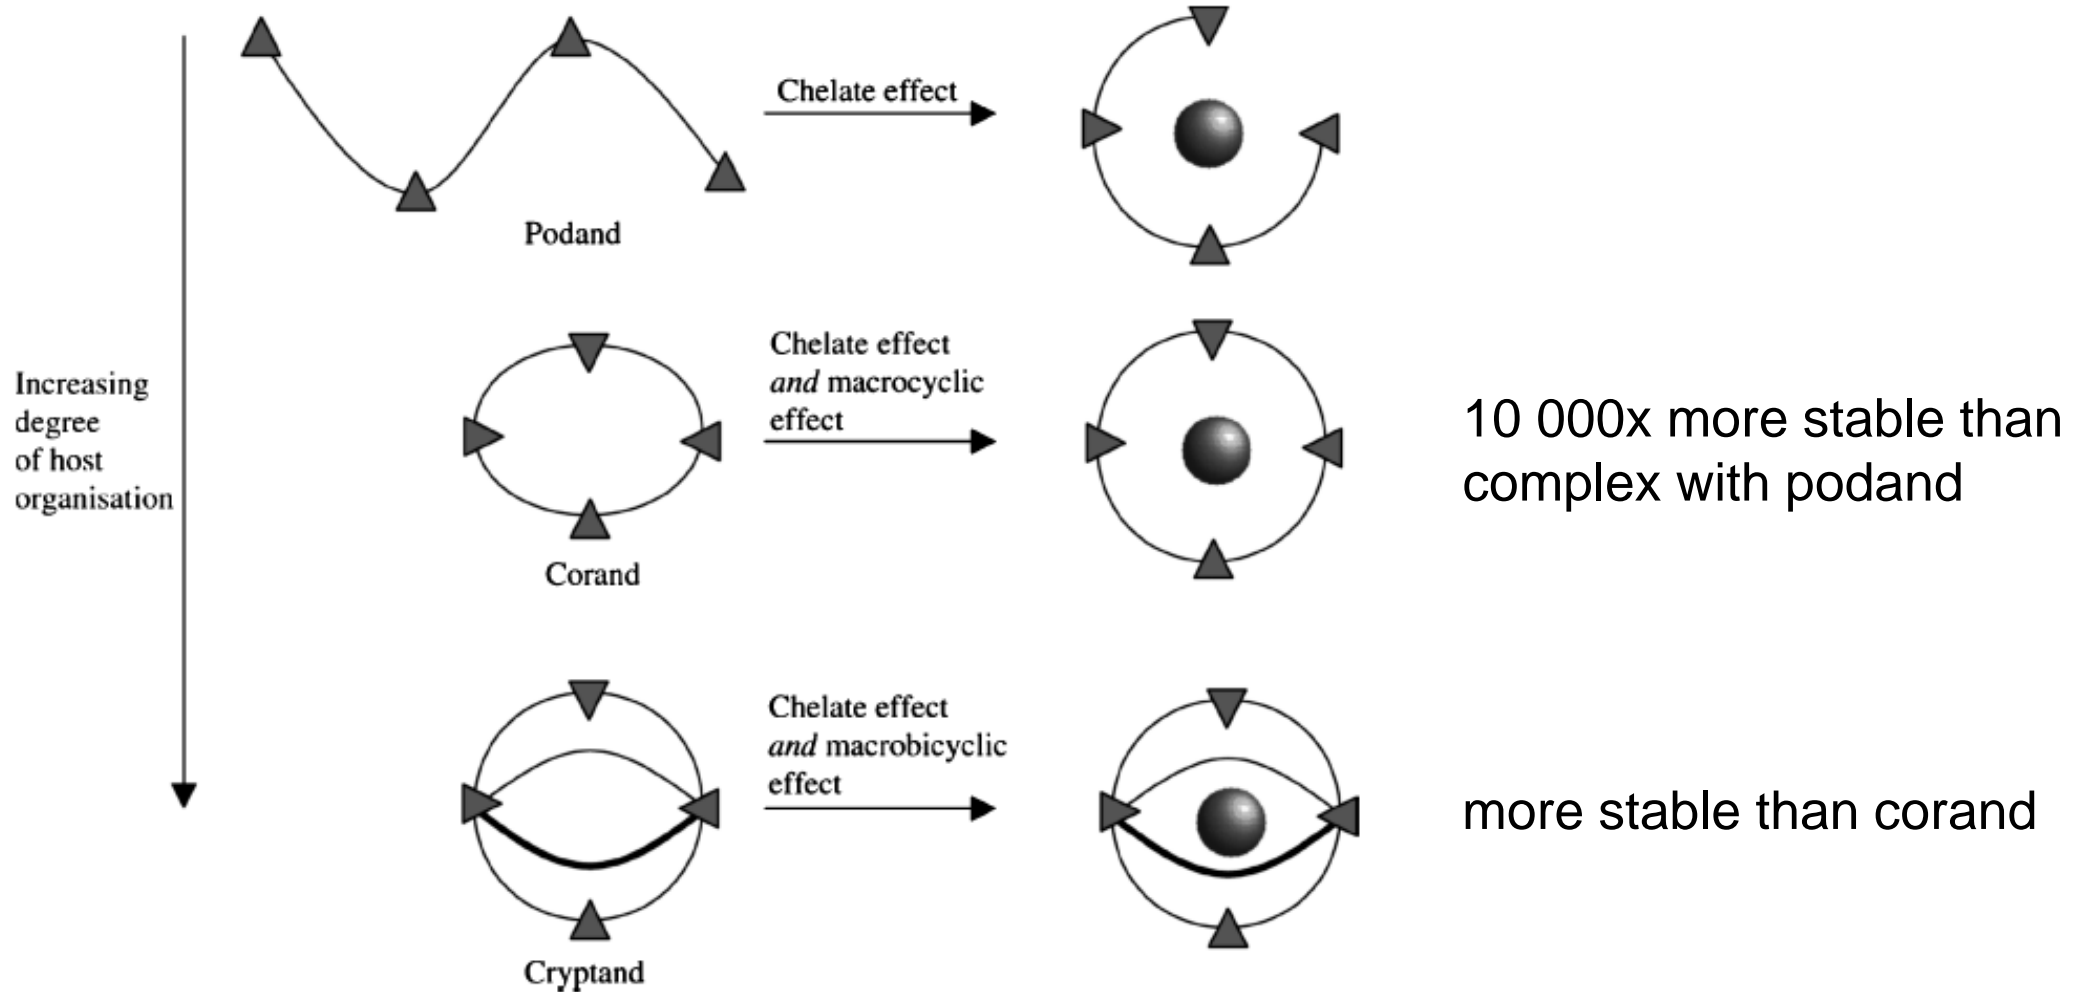 Chelate effect
Podand
Increasing
degree
of host
organisation
Chelate effect
and macrocyclic
effect
Corand
10 000x more stable than
complex with podand
Chelate effect
and macrobicyclic
effect
Cryptand
more stable than corand